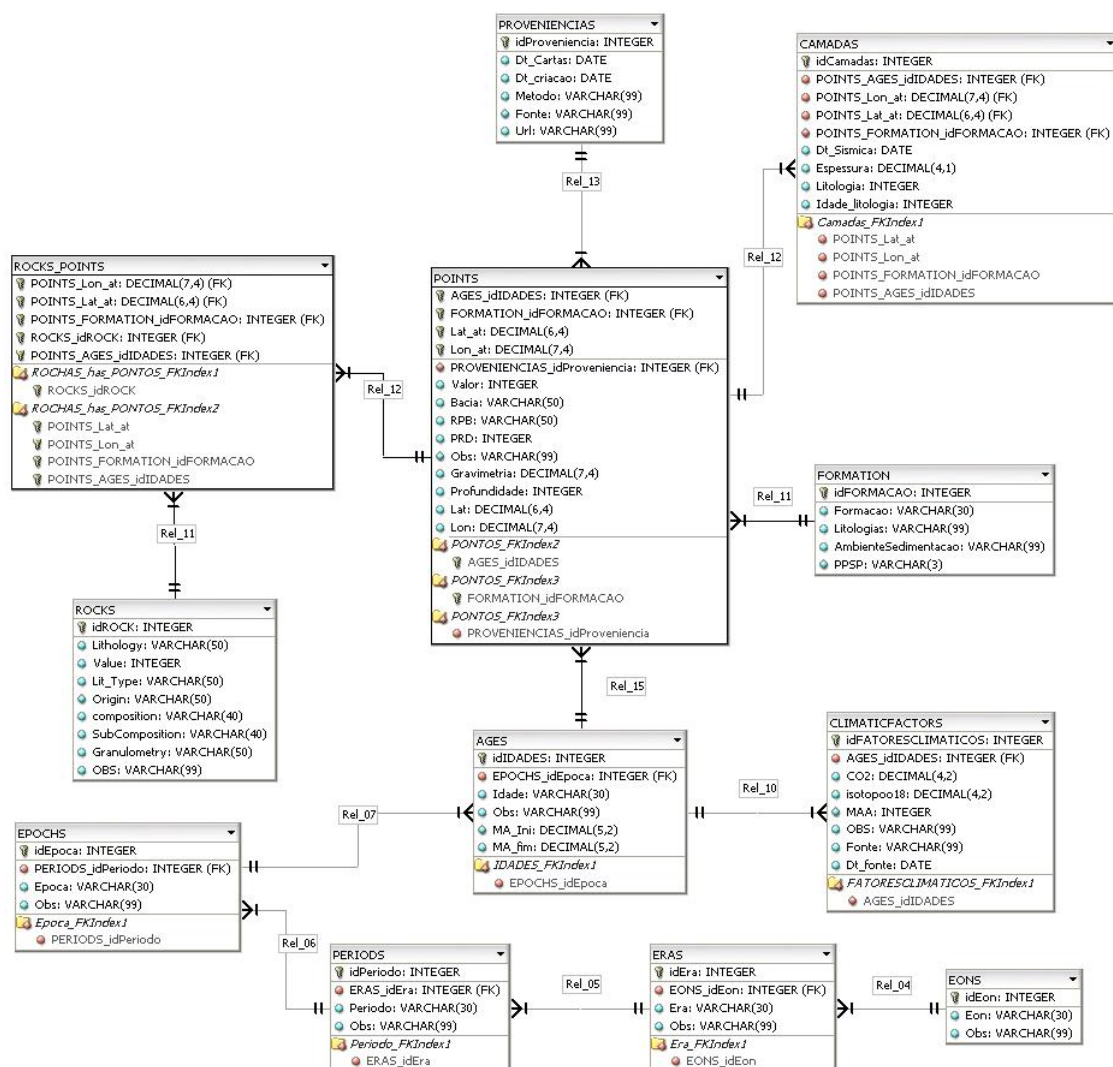 PROVENIENCIAS
idProveniencia: INTEGER
Dt_Cartas: DATE
Dt_criacao: DATE
Metodo: VARCHAR(99)
Fonte: VARCHAR(99)
Url: VARCHAR(99)
Rel_13
CAMADAS
idCamadas: INTEGER
POINTS_AGES_idIDADES: INTEGER (FK)
POINTS_Lon_at: DECIMAL(7,4) (FK)
POINTS_Lat_at: DECIMAL(6,4) (FK)
POINTS_FORMATION_idFORMACAO: INTEGER (FK)
Dt_Sismica: DATE
Espessura: DECIMAL(4,1)
Litologia: INTEGER
Idade_litologia: INTEGER
Camadas_FKIndex1
POINTS_Lat_at
POINTS_Lon_at
POINTS_FORMATION_idFORMACAO
POINTS_AGES_idIDADES
Rel_12
ROCKS_POINTS
POINTS_Lon_at: DECIMAL(7,4) (FK)
POINTS_Lat_at: DECIMAL(6,4) (FK)
POINTS_FORMATION_idFORMACAO: INTEGER (FK)
ROCKS_idROCK: INTEGER (FK)
POINTS_AGES_idIDADES: INTEGER (FK)
ROCHAS_has_PONTOS_FKIndex1
ROCKS_idROCK
ROCHAS_has_PONTOS_FKIndex2
POINTS_Lat_at
POINTS_Lon_at
POINTS_FORMATION_idFORMACAO
POINTS_AGES_idIDADES
Rel_12
POINTS
AGES_idIDADES: INTEGER (FK)
FORMATION_idFORMACAO: INTEGER (FK)
Lat_at: DECIMAL(6,4)
Lon_at: DECIMAL(7,4)
PROVENIENCIAS_idProveniencia: INTEGER (FK)
Valor: INTEGER
Bacia: VARCHAR(50)
RPB: VARCHAR(50)
PRD: INTEGER
Obs: VARCHAR(99)
Gravimetria: DECIMAL(7,4)
Profundidade: INTEGER
Lat: DECIMAL(6,4)
Lon: DECIMAL(7,4)
PONTOS_FKIndex2
AGES_idIDADES
PONTOS_FKIndex3
FORMATION_idFORMACAO
PONTOS_FKIndex3
PROVENIENCIAS_idProveniencia
Rel_11
FORMATION
idFORMACAO: INTEGER
Formacao: VARCHAR(30)
Litologias: VARCHAR(99)
AmbienteSedimentacao: VARCHAR(99)
PPSP: VARCHAR(3)
Rel_11
ROCKS
idROCK: INTEGER
Lithology: VARCHAR(50)
Value: INTEGER
Lit_Type: VARCHAR(50)
Origin: VARCHAR(50)
composition: VARCHAR(40)
SubComposition: VARCHAR(40)
Granulometry: VARCHAR(50)
OBS: VARCHAR(99)
Rel_15
AGES
idIDADES: INTEGER
EPOCHS_idEpoca: INTEGER (FK)
Idade: VARCHAR(30)
Obs: VARCHAR(99)
MA_Ini: DECIMAL(5,2)
MA_fim: DECIMAL(5,2)
IDADES_FKIndex1
EPOCHS_idEpoca
Rel_10
CLIMATICFACTORS
idFATORESCLIMATICOS: INTEGER
AGES_idIDADES: INTEGER (FK)
CO2: DECIMAL(4,2)
isotopoo18: DECIMAL(4,2)
MAA: INTEGER
OBS: VARCHAR(99)
Fonte: VARCHAR(99)
Dt_fonte: DATE
FATORESCLIMATICOS_FKIndex1
AGES_idIDADES
Rel_07
EPOCHS
idEpoca: INTEGER
PERIODS_idPeriodo: INTEGER (FK)
Epoca: VARCHAR(30)
Obs: VARCHAR(99)
Epoca_FKIndex1
PERIODS_idPeriodo
Rel_06
PERIODS
idPeriodo: INTEGER
ERAS_idEra: INTEGER (FK)
Periodo: VARCHAR(30)
Obs: VARCHAR(99)
Periodo_FKIndex1
ERAS_idEra
Rel_05
ERAS
idEra: INTEGER
EONS_idEon: INTEGER (FK)
Era: VARCHAR(30)
Obs: VARCHAR(99)
Era_FKIndex1
EONS_idEon
Rel_04
EONS
idEon: INTEGER
Eon: VARCHAR(30)
Obs: VARCHAR(99)